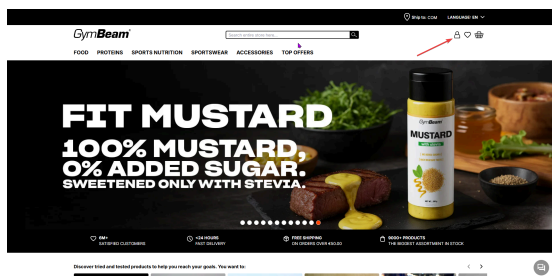 Ship to: COM LANGUAGE: EN
GymBeam
Search entire store here...
FOOD PROTEINS SPORTS NUTRITION SPORTSWEAR ACCESSORIES TOP OFFERS
FIT MUSTARD
100% MUSTARD,
0% ADDED SUGAR.
SWEETENED ONLY WITH STEVIA.
GymBeam
MUSTARD
8M+
SATISFIED CUSTOMERS
<24 HOURS
FAST DELIVERY
FREE SHIPPING
ON ORDERS OVER €50.00
9000+ PRODUCTS
THE BIGGEST ASSORTMENT IN STOCK
Discover tried and tested products to help you reach your goals. You want to: